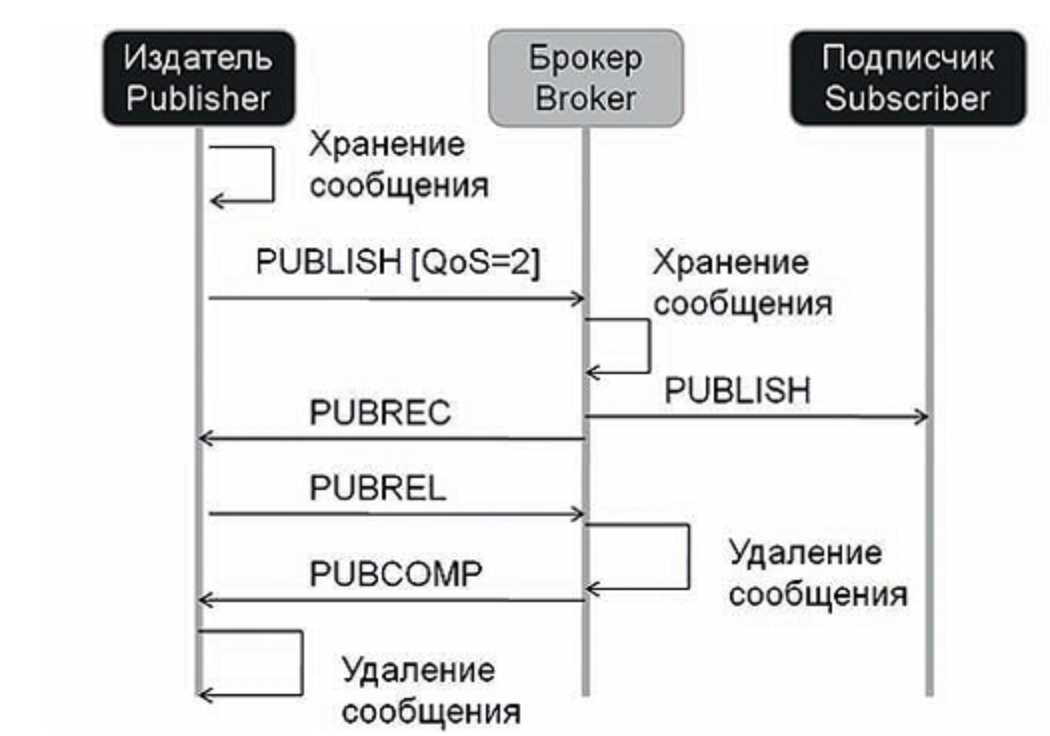 Издатель
Publisher
Брокер
Broker
Подписчик
Subscriber
Хранение
сообщения
PUBLISH [QoS=2]
Хранение
сообщения
PUBLISH
PUBREC
PUBREL
Удаление
сообщения
PUBCOMP
Удаление
сообщения